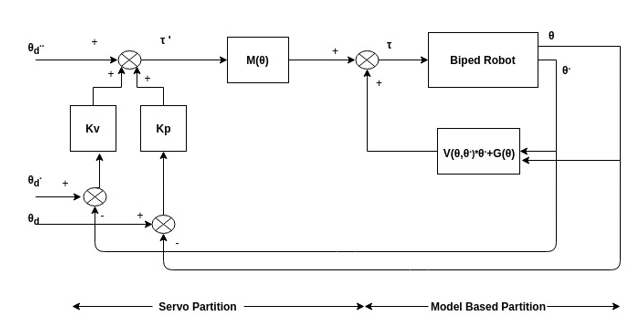 θd¨
+
τ '
+
+
M(θ)
+
τ
+
Biped Robot
θ
θ˙
Kv
Kp
V(θ,θ˙)*θ˙+G(θ)
θd˙
+
-
θd
+
-
Servo Partition
Model Based Partition